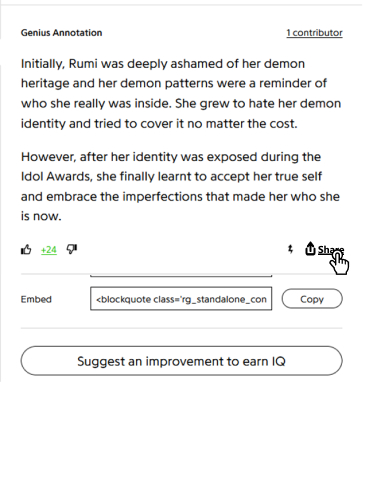 Genius Annotation 1 contributor
Initially, Rumi was deeply ashamed of her demon
heritage and her demon patterns were a reminder of
who she really was inside. She grew to hate her demon
identity and tried to cover it no matter the cost.
However, after her identity was exposed during the
Idol Awards, she finally learnt to accept her true self
and embrace the imperfections that made her who she
is now.
+24 Share
Embed <blockquote class='rg_standalone_con Copy
Suggest an improvement to earn IQ